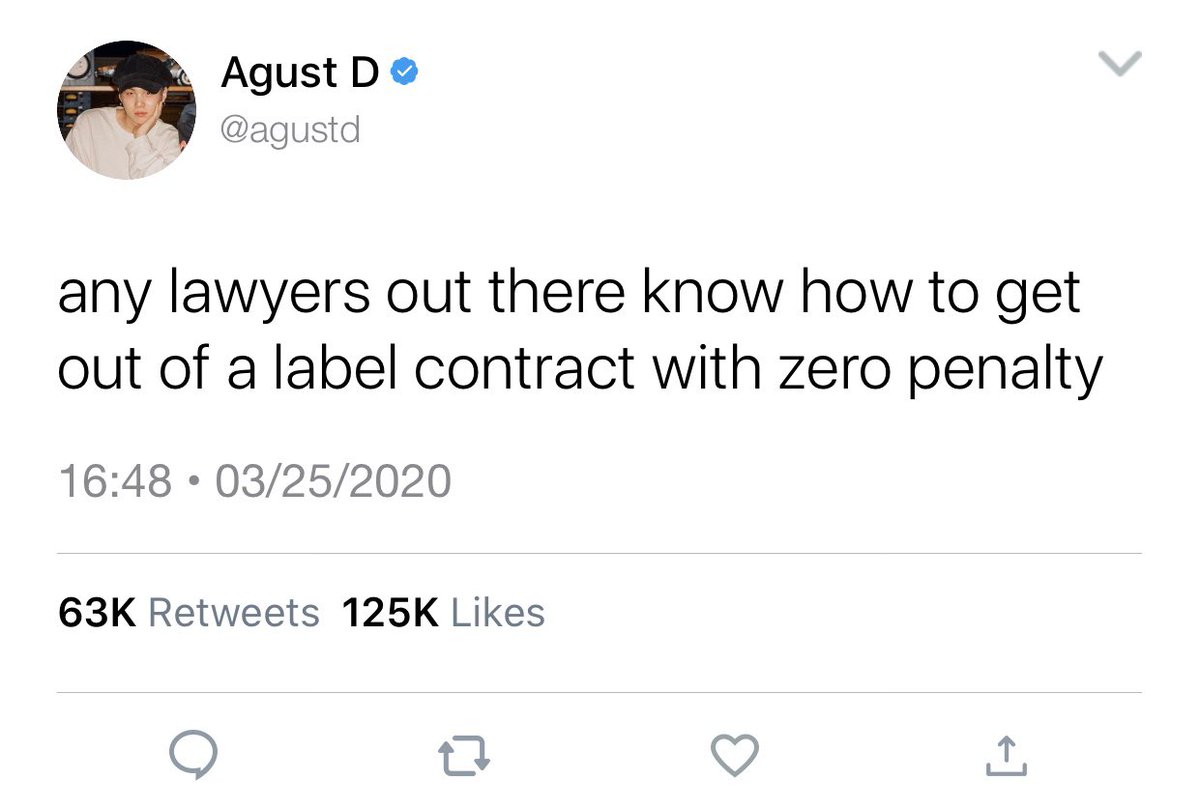 Agust D
@agustd
any lawyers out there know how to get
out of a label contract with zero penalty
16:48 • 03/25/2020
63K Retweets 125K Likes